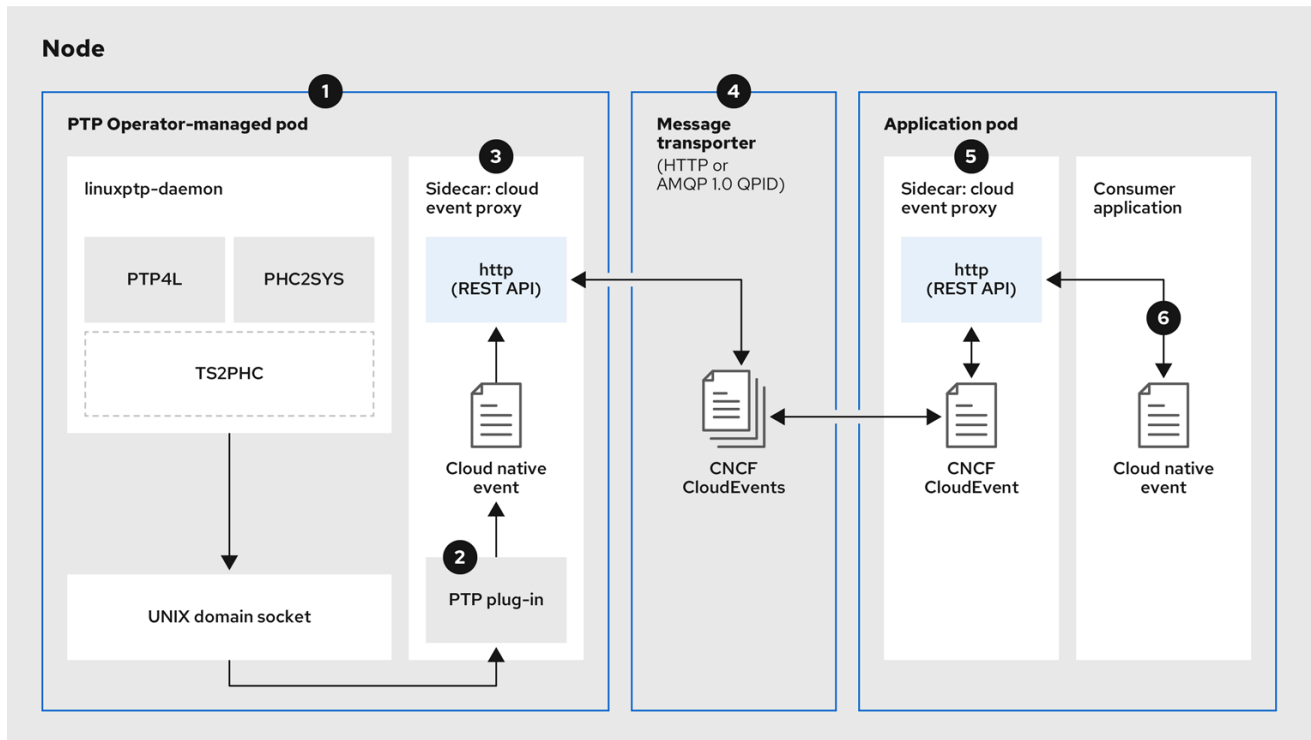 Node
1
PTP Operator-managed pod
linuxptp-daemon
PTP4L
PHC2SYS
TS2PHC
UNIX domain socket
3
Sidecar: cloud
event proxy
http
(REST API)
Cloud native
event
2
PTP plug-in
4
Message
transporter
(HTTP or
AMQP 1.0 QPID)
CNCF
CloudEvents
Application pod
5
Sidecar: cloud
event proxy
http
(REST API)
CNCF
CloudEvent
Consumer
application
6
Cloud native
event